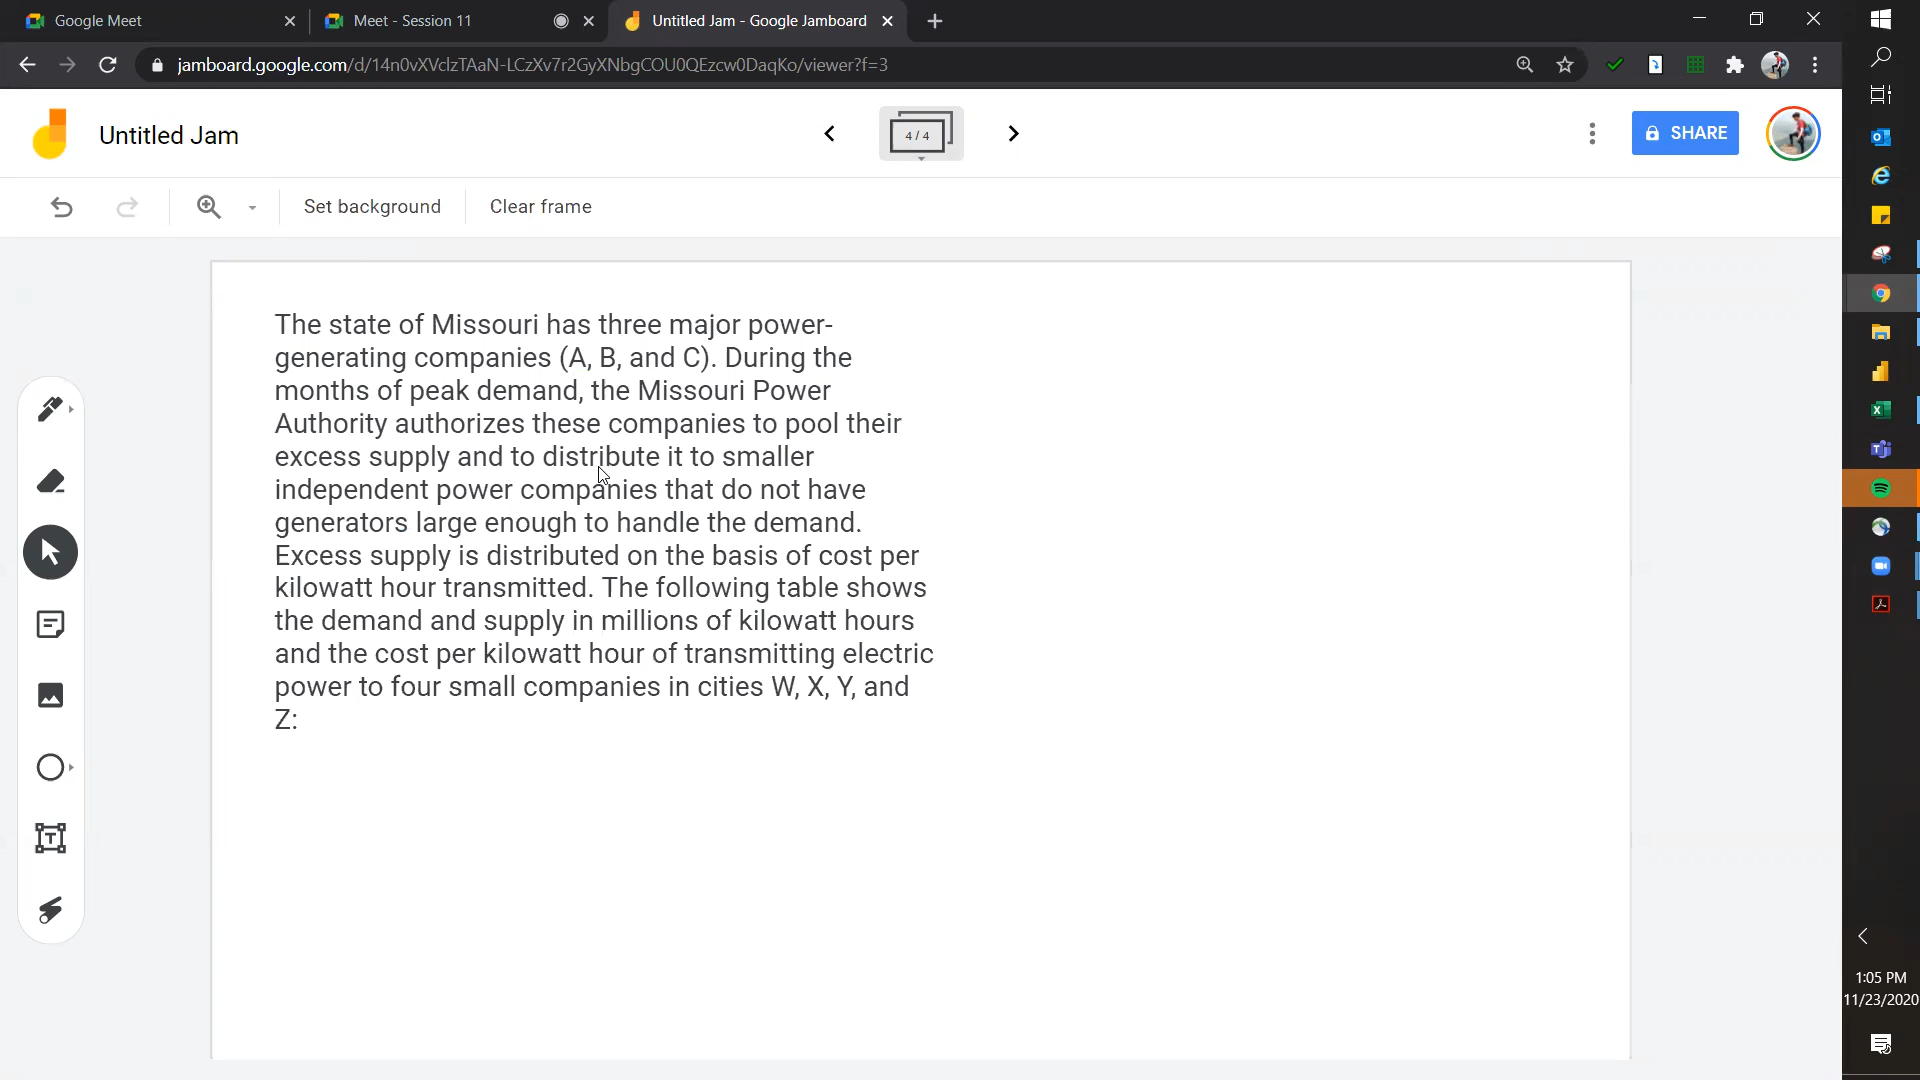 Google Meet
Meet - Session 11
Untitled Jam - Google Jamboard
jamboard.google.com/d/14n0vXVclzTAaN-LCzXv7r2GyXNbgCOU0QEzcw0DaqKo/viewer?f=3
Untitled Jam
4 / 4
SHARE
Set background
Clear frame
The state of Missouri has three major power-
generating companies (A, B, and C). During the
months of peak demand, the Missouri Power
Authority authorizes these companies to pool their
excess supply and to distribute it to smaller
independent power companies that do not have
generators large enough to handle the demand.
Excess supply is distributed on the basis of cost per
kilowatt hour transmitted. The following table shows
the demand and supply in millions of kilowatt hours
and the cost per kilowatt hour of transmitting electric
power to four small companies in cities W, X, Y, and
Z:
1:05 PM
11/23/2020